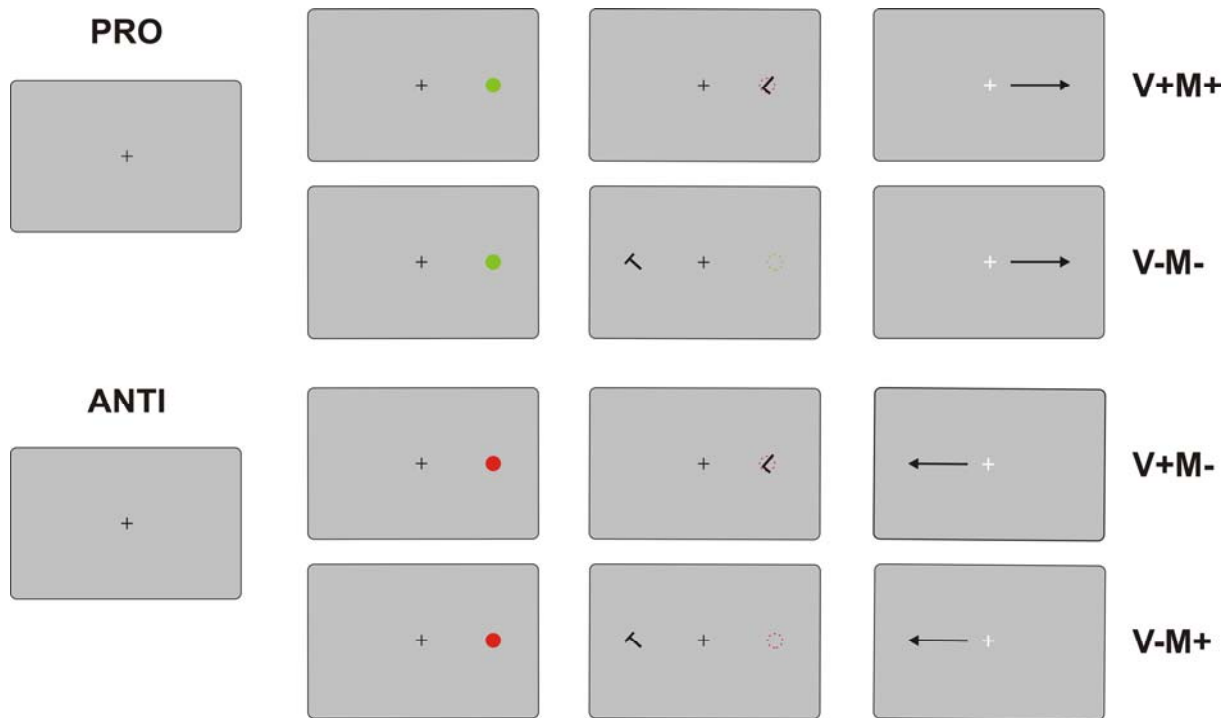 PRO
V+M+
V-M-
ANTI
V+M-
V-M+